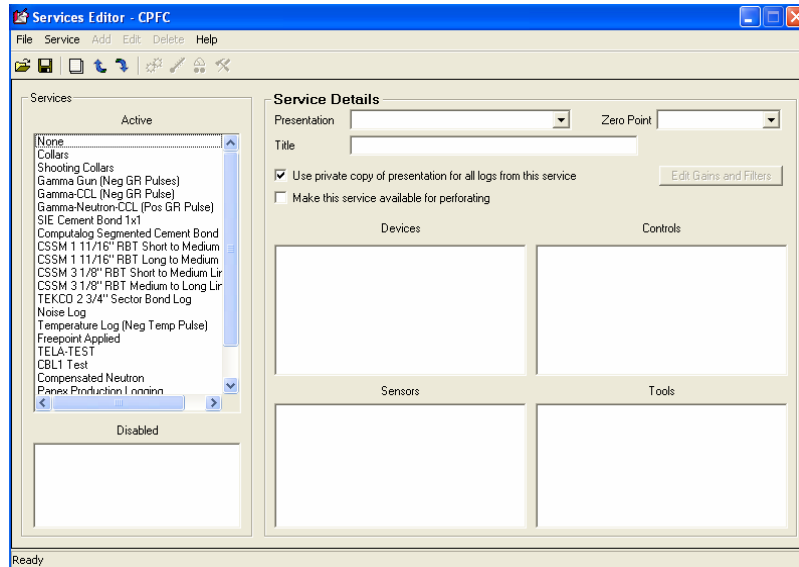 Services Editor - CPFC
File Service Add Edit Delete Help
Services
Active
None
Collars
Shooting Collars
Gamma Gun (Neg GR Pulses)
Gamma-CCL (Neg GR Pulse)
Gamma-Neutron-CCL (Pos GR Pulse)
SIE Cement Bond 1x1
Computalog Segmented Cement Bond
CSSM 1 11/16" RBT Short to Medium
CSSM 1 11/16" RBT Long to Medium
CSSM 3 1/8" RBT Short to Medium Lir
CSSM 3 1/8" RBT Medium to Long Lir
TEKCO 2 3/4" Sector Bond Log
Noise Log
Temperature Log (Neg Temp Pulse)
Freepoint Applied
TELA-TEST
CBL1 Test
Compensated Neutron
Panex Production Logging
Disabled
Service Details
Presentation
Zero Point
Title
Use private copy of presentation for all logs from this service
Edit Gains and Filters
Make this service available for perforating
Devices
Controls
Sensors
Tools
Ready